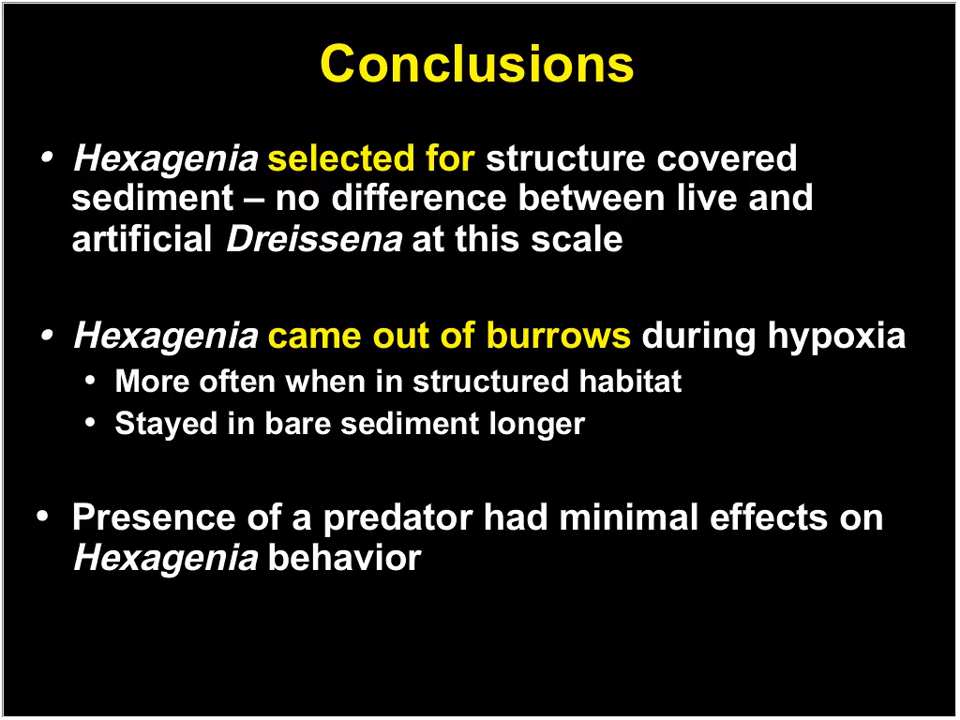 Conclusions
• Hexagenia selected for structure covered
sediment – no difference between live and
artificial Dreissena at this scale
• Hexagenia came out of burrows during hypoxia
• More often when in structured habitat
• Stayed in bare sediment longer
• Presence of a predator had minimal effects on
Hexagenia behavior